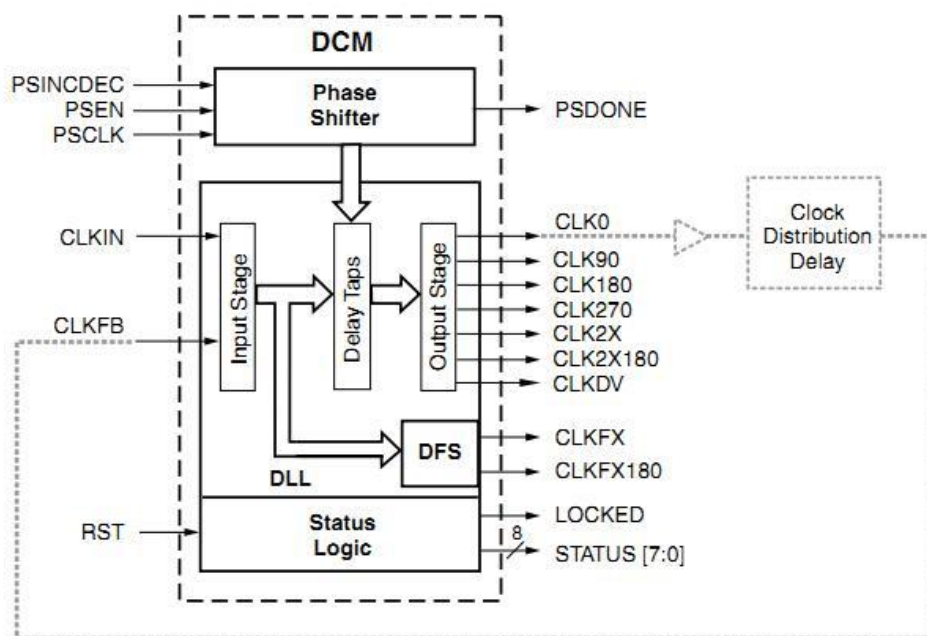 DCM
PSINCDEC
PSEN
PSCLK
Phase
Shifter
PSDONE
CLKIN
CLKFB
Input Stage
Delay Taps
Output Stage
CLK0
CLK90
CLK180
CLK270
CLK2X
CLK2X180
CLKDV
Clock
Distribution
Delay
DFS
CLKFX
CLKFX180
DLL
RST
Status
Logic
LOCKED
8
STATUS [7:0]